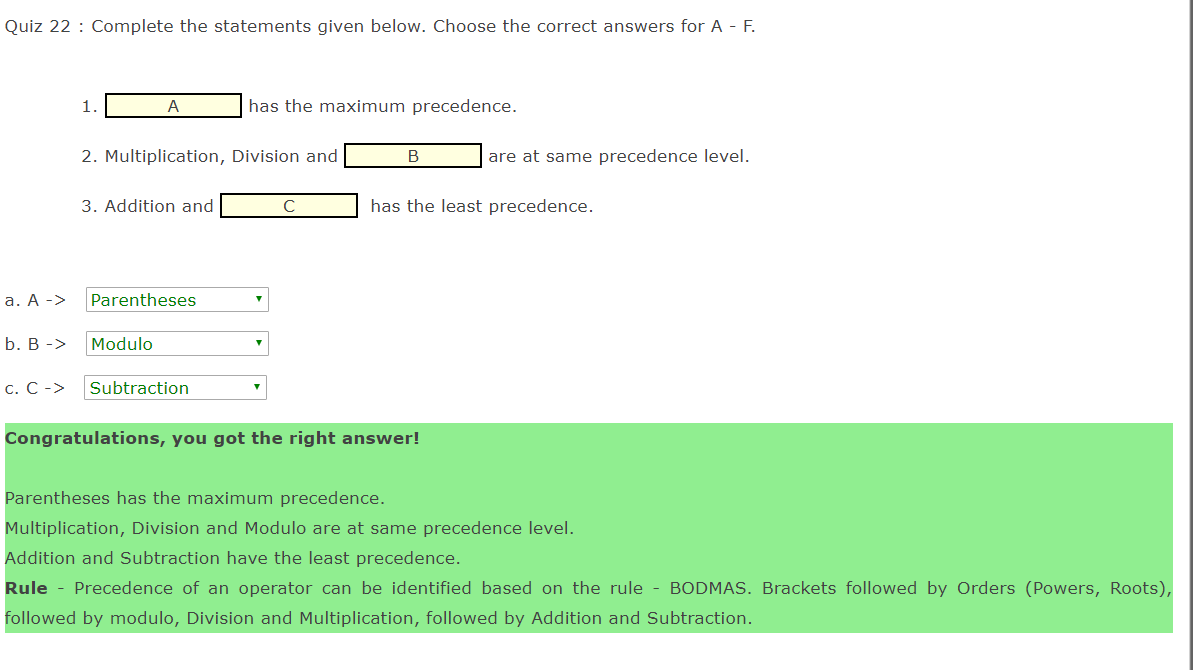 Quiz 22 : Complete the statements given below. Choose the correct answers for A - F.
1. A has the maximum precedence.
2. Multiplication, Division and B are at same precedence level.
3. Addition and C has the least precedence.
a. A -> Parentheses
b. B -> Modulo
c. C -> Subtraction
Congratulations, you got the right answer!
Parentheses has the maximum precedence.
Multiplication, Division and Modulo are at same precedence level.
Addition and Subtraction have the least precedence.
Rule - Precedence of an operator can be identified based on the rule - BODMAS. Brackets followed by Orders (Powers, Roots),
followed by modulo, Division and Multiplication, followed by Addition and Subtraction.